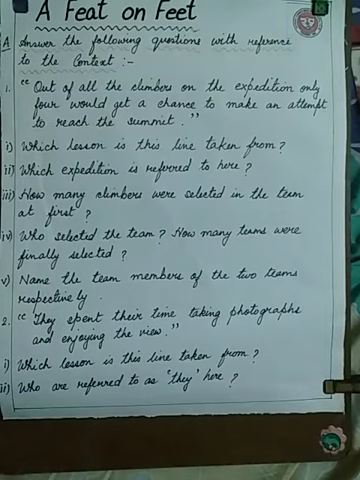 A Feat on Feet
A Answer the following questions with reference
to the Context :-
1. "Out of all the climbers on the expedition only
four would get a chance to make an attempt
to reach the summit."
i) Which lesson is this line taken from?
ii) Which expedition is referred to here?
iii) How many climbers were selected in the team
at first?
iv) Who selected the team? How many teams were
finally selected?
v) Name the team members of the two teams
respectively.
2. "They spent their time taking photographs
and enjoying the view."
i) Which lesson is this line taken from?
ii) Who are referred to as 'they' here?